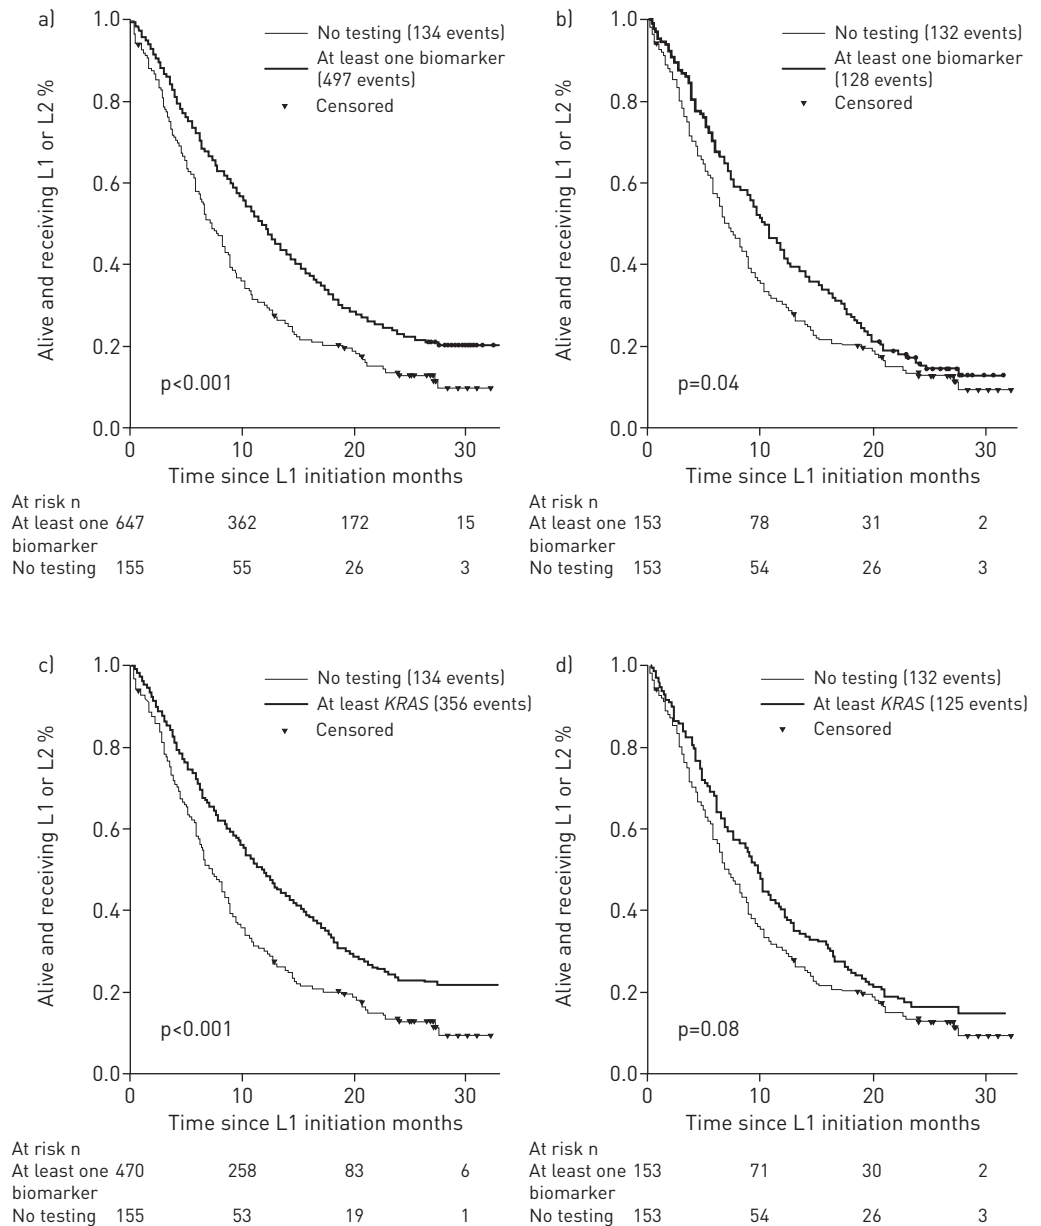 a)
1.0
0.8
0.6
0.4
0.2
0.0
Alive and receiving L1 or L2 %
No testing (134 events)
At least one biomarker
(497 events)
Censored
p<0.001
0 10 20 30
Time since L1 initiation months
At risk n
At least one 647 362 172 15
biomarker
No testing 155 55 26 3
b)
1.0
0.8
0.6
0.4
0.2
0.0
Alive and receiving L1 or L2 %
No testing (132 events)
At least one biomarker
(128 events)
Censored
p=0.04
0 10 20 30
Time since L1 initiation months
At risk n
At least one 153 78 31 2
biomarker
No testing 153 54 26 3
c)
1.0
0.8
0.6
0.4
0.2
0.0
Alive and receiving L1 or L2 %
No testing (134 events)
At least KRAS (356 events)
Censored
p<0.001
0 10 20 30
Time since L1 initiation months
At risk n
At least one 470 258 83 6
biomarker
No testing 155 53 19 1
d)
1.0
0.8
0.6
0.4
0.2
0.0
Alive and receiving L1 or L2 %
No testing (132 events)
At least KRAS (125 events)
Censored
p=0.08
0 10 20 30
Time since L1 initiation months
At risk n
At least one 153 71 30 2
biomarker
No testing 153 54 26 3